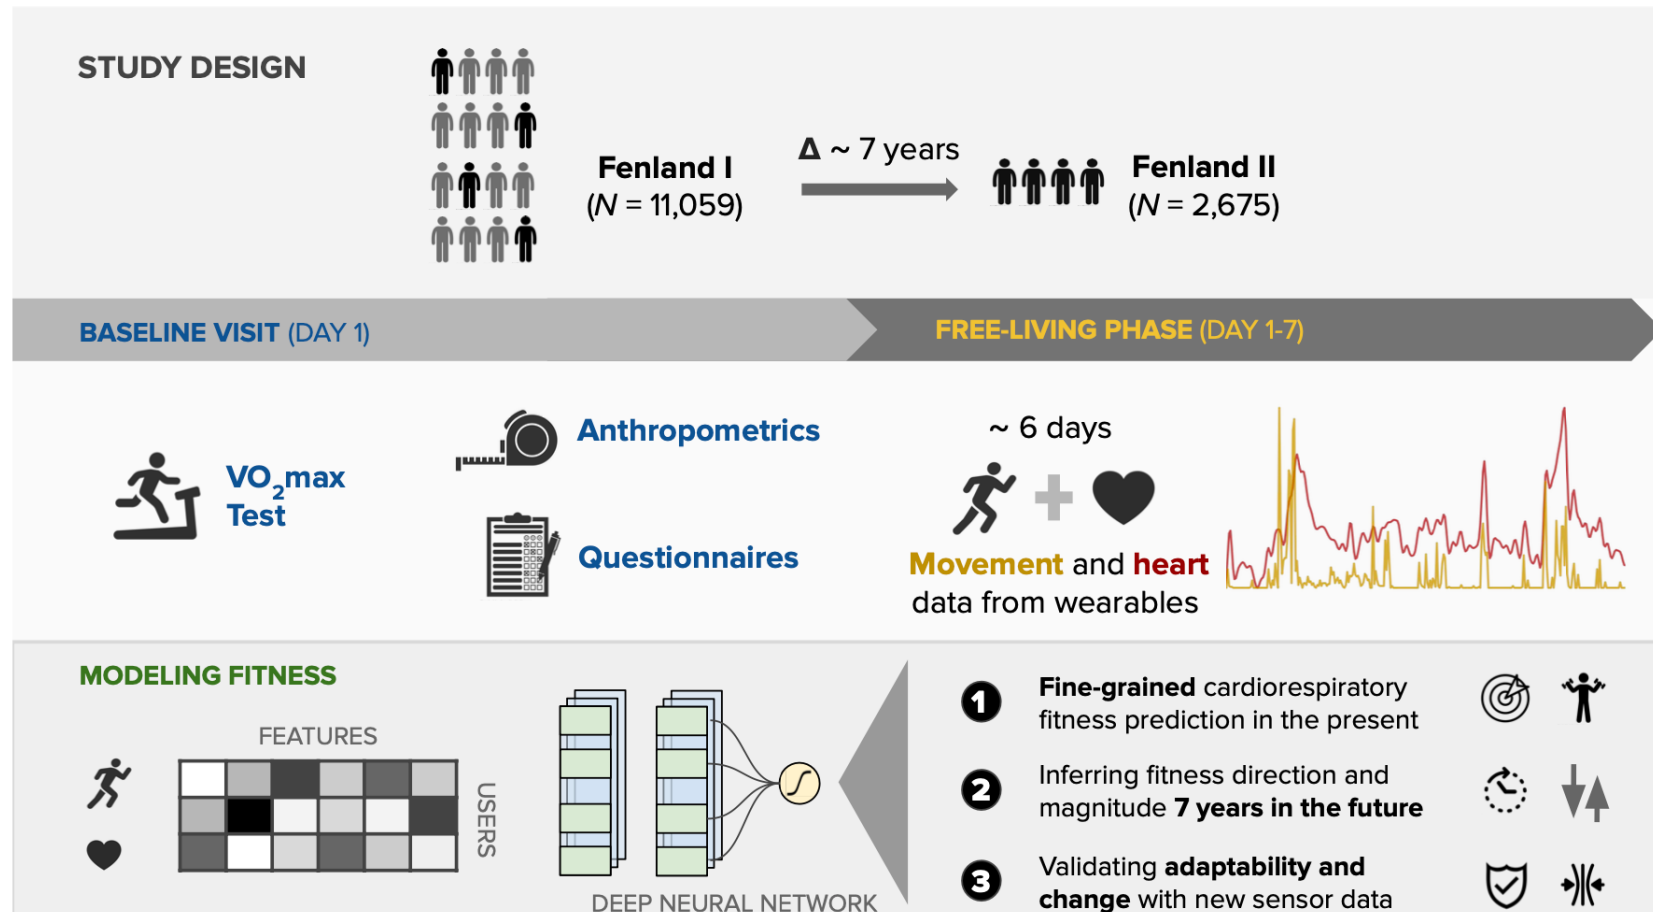 STUDY DESIGN
Fenland I
(N = 11,059)
Δ ~ 7 years
Fenland II
(N = 2,675)
BASELINE VISIT (DAY 1)
FREE-LIVING PHASE (DAY 1-7)
VO2max
Test
Anthropometrics
Questionnaires
~ 6 days
Movement and heart
data from wearables
MODELING FITNESS
FEATURES
USERS
DEEP NEURAL NETWORK
1
Fine-grained cardiorespiratory
fitness prediction in the present
2
Inferring fitness direction and
magnitude 7 years in the future
3
Validating adaptability and
change with new sensor data